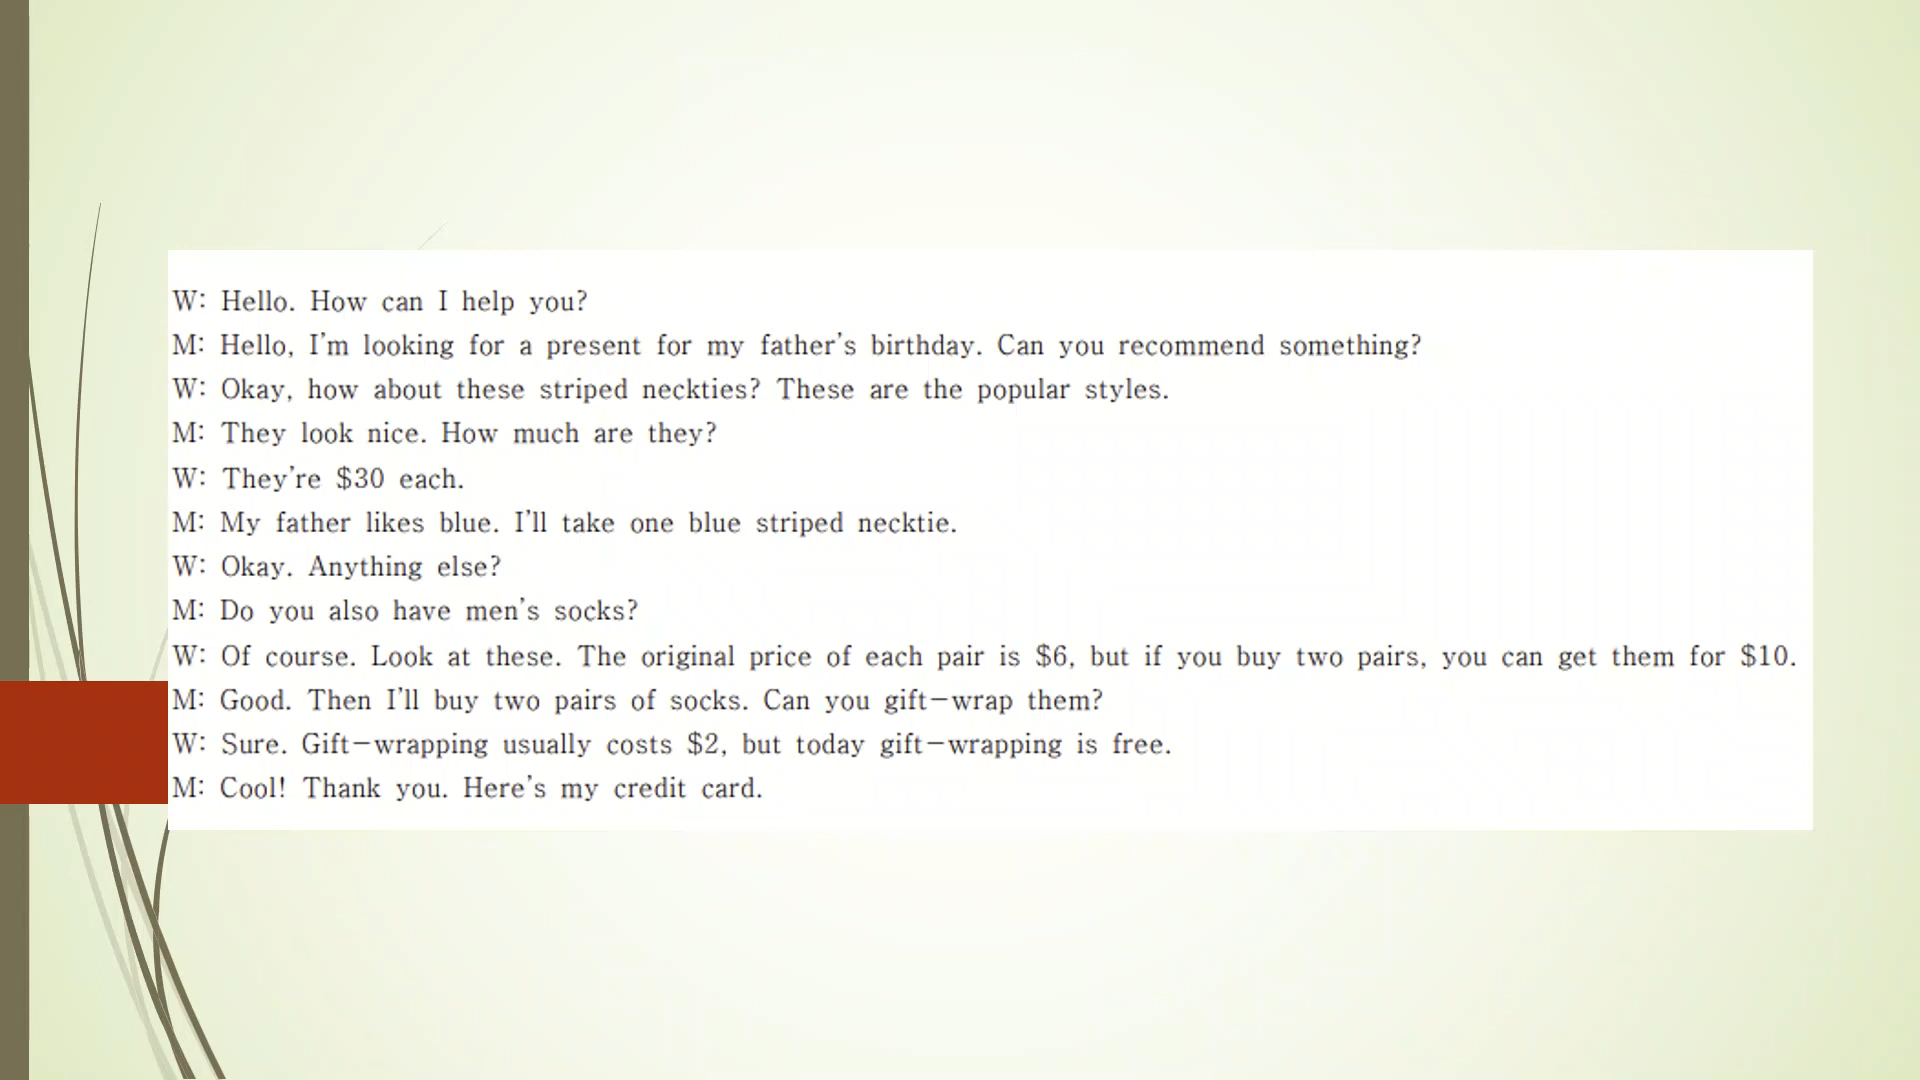 W: Hello. How can I help you?
M: Hello, I'm looking for a present for my father's birthday. Can you recommend something?
W: Okay, how about these striped neckties? These are the popular styles.
M: They look nice. How much are they?
W: They're $30 each.
M: My father likes blue. I'll take one blue striped necktie.
W: Okay. Anything else?
M: Do you also have men's socks?
W: Of course. Look at these. The original price of each pair is $6, but if you buy two pairs, you can get them for $10.
M: Good. Then I'll buy two pairs of socks. Can you gift-wrap them?
W: Sure. Gift-wrapping usually costs $2, but today gift-wrapping is free.
M: Cool! Thank you. Here's my credit card.